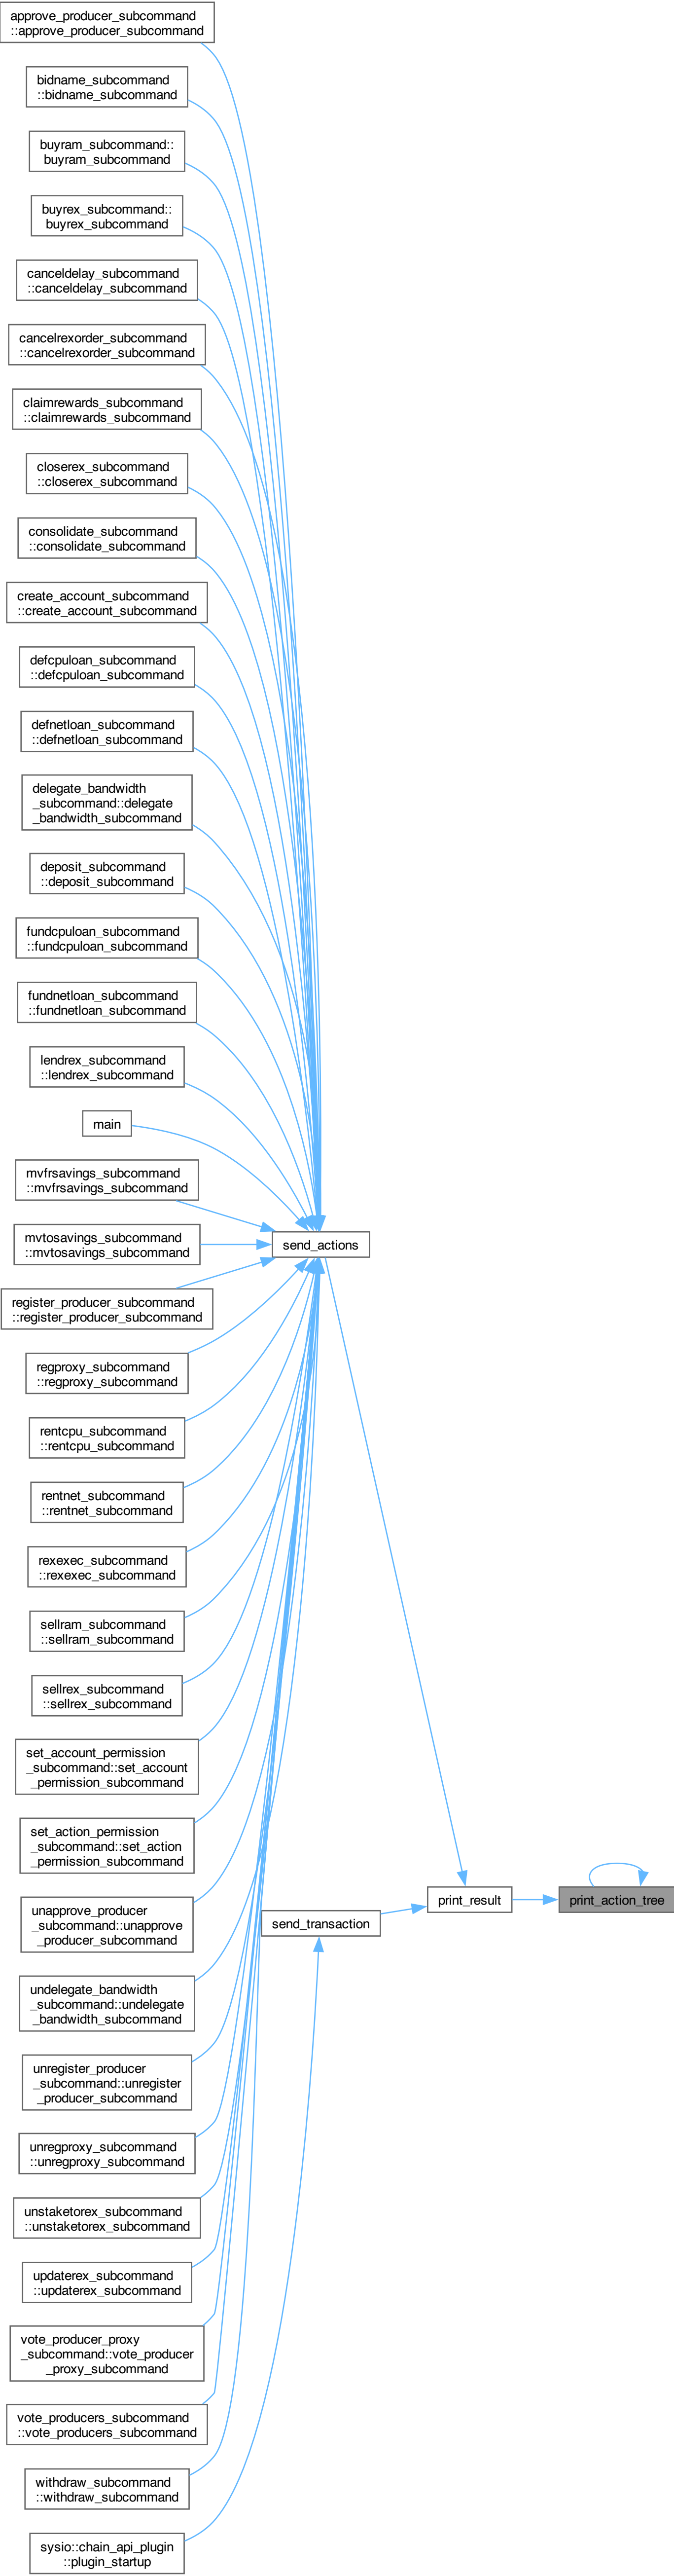 approve_producer_subcommand
::approve_producer_subcommand
bidname_subcommand
::bidname_subcommand
buyram_subcommand::
buyram_subcommand
buyrex_subcommand::
buyrex_subcommand
canceldelay_subcommand
::canceldelay_subcommand
cancelrexorder_subcommand
::cancelrexorder_subcommand
claimrewards_subcommand
::claimrewards_subcommand
closerex_subcommand
::closerex_subcommand
consolidate_subcommand
::consolidate_subcommand
create_account_subcommand
::create_account_subcommand
defcpuloan_subcommand
::defcpuloan_subcommand
defnetloan_subcommand
::defnetloan_subcommand
delegate_bandwidth
_subcommand::delegate
_bandwidth_subcommand
deposit_subcommand
::deposit_subcommand
fundcpuloan_subcommand
::fundcpuloan_subcommand
fundnetloan_subcommand
::fundnetloan_subcommand
lendrex_subcommand
::lendrex_subcommand
main
mvfrsavings_subcommand
::mvfrsavings_subcommand
mvtosavings_subcommand
::mvtosavings_subcommand
send_actions
register_producer_subcommand
::register_producer_subcommand
regproxy_subcommand
::regproxy_subcommand
rentcpu_subcommand
::rentcpu_subcommand
rentnet_subcommand
::rentnet_subcommand
rexexec_subcommand
::rexexec_subcommand
sellram_subcommand
::sellram_subcommand
sellrex_subcommand
::sellrex_subcommand
set_account_permission
_subcommand::set_account
_permission_subcommand
set_action_permission
_subcommand::set_action
_permission_subcommand
print_result
print_action_tree
unapprove_producer
_subcommand::unapprove
_producer_subcommand
send_transaction
undelegate_bandwidth
_subcommand::undelegate
_bandwidth_subcommand
unregister_producer
_subcommand::unregister
_producer_subcommand
unregproxy_subcommand
::unregproxy_subcommand
unstaketorex_subcommand
::unstaketorex_subcommand
updaterex_subcommand
::updaterex_subcommand
vote_producer_proxy
_subcommand::vote_producer
_proxy_subcommand
vote_producers_subcommand
::vote_producers_subcommand
withdraw_subcommand
::withdraw_subcommand
sysio::chain_api_plugin
::plugin_startup